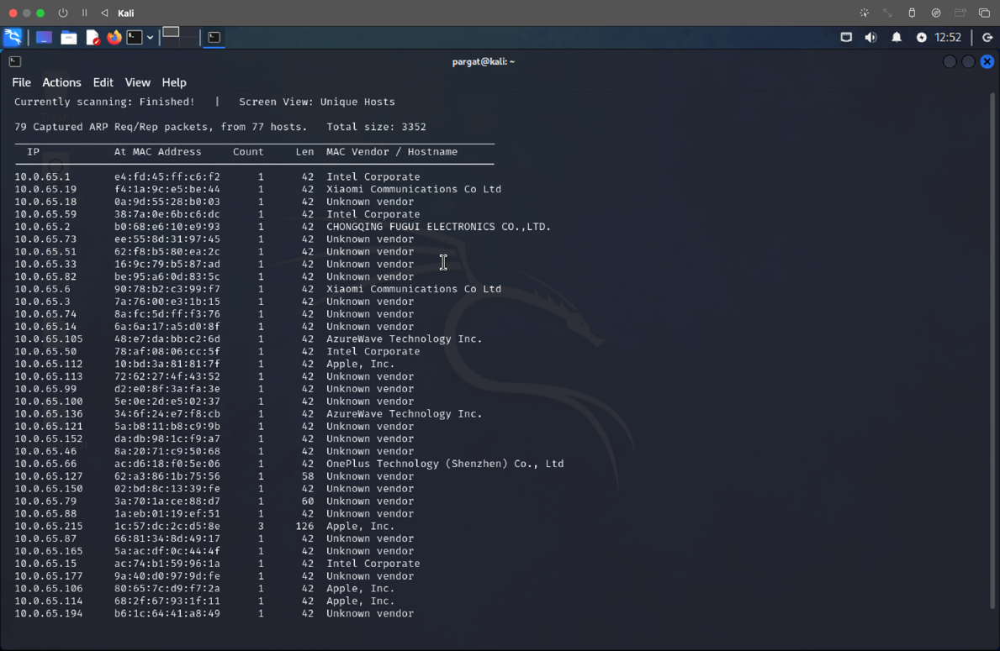 Kali
12:52
pargat@kali: ~
File Actions Edit View Help
Currently scanning: Finished! | Screen View: Unique Hosts
79 Captured ARP Req/Rep packets, from 77 hosts. Total size: 3352
IP At MAC Address Count Len MAC Vendor / Hostname
10.0.65.1 e4:fd:45:ff:c6:f2 1 42 Intel Corporate
10.0.65.19 f4:1a:9c:e5:be:44 1 42 Xiaomi Communications Co Ltd
10.0.65.18 0a:9d:55:28:b0:03 1 42 Unknown vendor
10.0.65.59 38:7a:0e:6b:c6:dc 1 42 Intel Corporate
10.0.65.2 b0:68:e6:10:e9:93 1 42 CHONGQING FUGUI ELECTRONICS CO.,LTD.
10.0.65.73 ee:55:8d:31:97:45 1 42 Unknown vendor
10.0.65.51 62:f8:b5:80:ea:2c 1 42 Unknown vendor
10.0.65.33 16:9c:79:b5:87:ad 1 42 Unknown vendor
10.0.65.82 be:95:a6:0d:83:5c 1 42 Unknown vendor
10.0.65.6 90:78:b2:c3:99:f7 1 42 Xiaomi Communications Co Ltd
10.0.65.3 7a:76:00:e3:1b:15 1 42 Unknown vendor
10.0.65.74 8a:fc:5d:ff:f3:76 1 42 Unknown vendor
10.0.65.14 6a:6a:17:a5:d0:8f 1 42 Unknown vendor
10.0.65.105 48:e7:da:bb:c2:6d 1 42 AzureWave Technology Inc.
10.0.65.50 78:af:08:06:cc:5f 1 42 Intel Corporate
10.0.65.112 10:bd:3a:81:81:7f 1 42 Apple, Inc.
10.0.65.113 72:62:27:4f:43:52 1 42 Unknown vendor
10.0.65.99 d2:e0:8f:3a:fa:3e 1 42 Unknown vendor
10.0.65.100 5e:0e:2d:e5:02:37 1 42 Unknown vendor
10.0.65.136 34:6f:24:e7:f8:cb 1 42 AzureWave Technology Inc.
10.0.65.121 5a:b8:11:b8:c9:9b 1 42 Unknown vendor
10.0.65.152 da:db:98:1c:f9:a7 1 42 Unknown vendor
10.0.65.46 8a:20:71:c9:50:68 1 42 Unknown vendor
10.0.65.66 ac:d6:18:f0:5e:06 1 42 OnePlus Technology (Shenzhen) Co., Ltd
10.0.65.127 62:a3:86:1b:75:56 1 58 Unknown vendor
10.0.65.150 02:bd:8c:13:39:fe 1 42 Unknown vendor
10.0.65.79 3a:70:1a:ce:88:d7 1 60 Unknown vendor
10.0.65.88 1a:eb:01:19:ef:51 1 42 Unknown vendor
10.0.65.215 1c:57:dc:2c:d5:8e 3 126 Apple, Inc.
10.0.65.87 66:81:34:8d:49:17 1 42 Unknown vendor
10.0.65.165 5a:ac:df:0c:44:4f 1 42 Unknown vendor
10.0.65.15 ac:74:b1:59:96:1a 1 42 Intel Corporate
10.0.65.177 9a:40:d0:97:9d:fe 1 42 Unknown vendor
10.0.65.106 80:65:7c:d9:f7:2a 1 42 Apple, Inc.
10.0.65.114 68:2f:67:93:1f:11 1 42 Apple, Inc.
10.0.65.194 b6:1c:64:41:a8:49 1 42 Unknown vendor